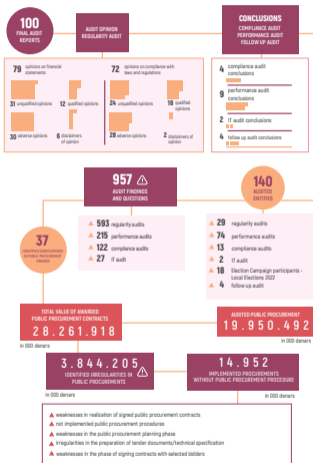 100
FINAL AUDIT
REPORTS
AUDIT OPINION
REGULARITY AUDIT
CONCLUSIONS
COMPLIANCE AUDIT
PERFORMANCE AUDIT
FOLLOW UP AUDIT
79 opinions on financial
statements
72 opinions on compliance with
laws and regulations
31 unqualified opinions
12 qualified opinions
24 unqualified opinions
18 qualified
opinions
30 adverse opinions
6 disclaimers
of opinion
28 adverse opinions
2 disclaimers of
opinion
4 compliance audit
conclusions
9 performance audit
conclusions
2 IT audit conclusions
4 follow up audit conclusions
957
AUDIT FINDINGS
AND QUESTIONS
593 regularity audits
215 performance audits
122 compliance audits
27 IT audit
140
AUDITED
ENTITIES
29 regularity audits
74 performance audits
13 compliance audits
2 IT audit
18 Election Campaign participants -
Local Elections 2022
4 follow up audit
37
IN PUBLIC PROCUREMENT
TOTAL VALUE OF AWARDED
PUBLIC PROCUREMENT CONTRACTS
28.261.918
in 000 denars
AUDITED PUBLIC PROCUREMENT
19.950.492
in 000 denars
3.844.205
IDENTIFIED IRREGULARITIES IN
PUBLIC PROCUREMENTS
in 000 denars
14.952
IMPLEMENTED PROCUREMENTS
WITHOUT PUBLIC PROCUREMENT PROCEDURE
in 000 denars
weaknesses in realization of signed public procurement contracts
not implemented public procurement procedures
weaknesses in the public procurement planning phase
irregularities in the preparation of tender documents/technical specification
weaknesses in the phase of signing contracts with selected bidders